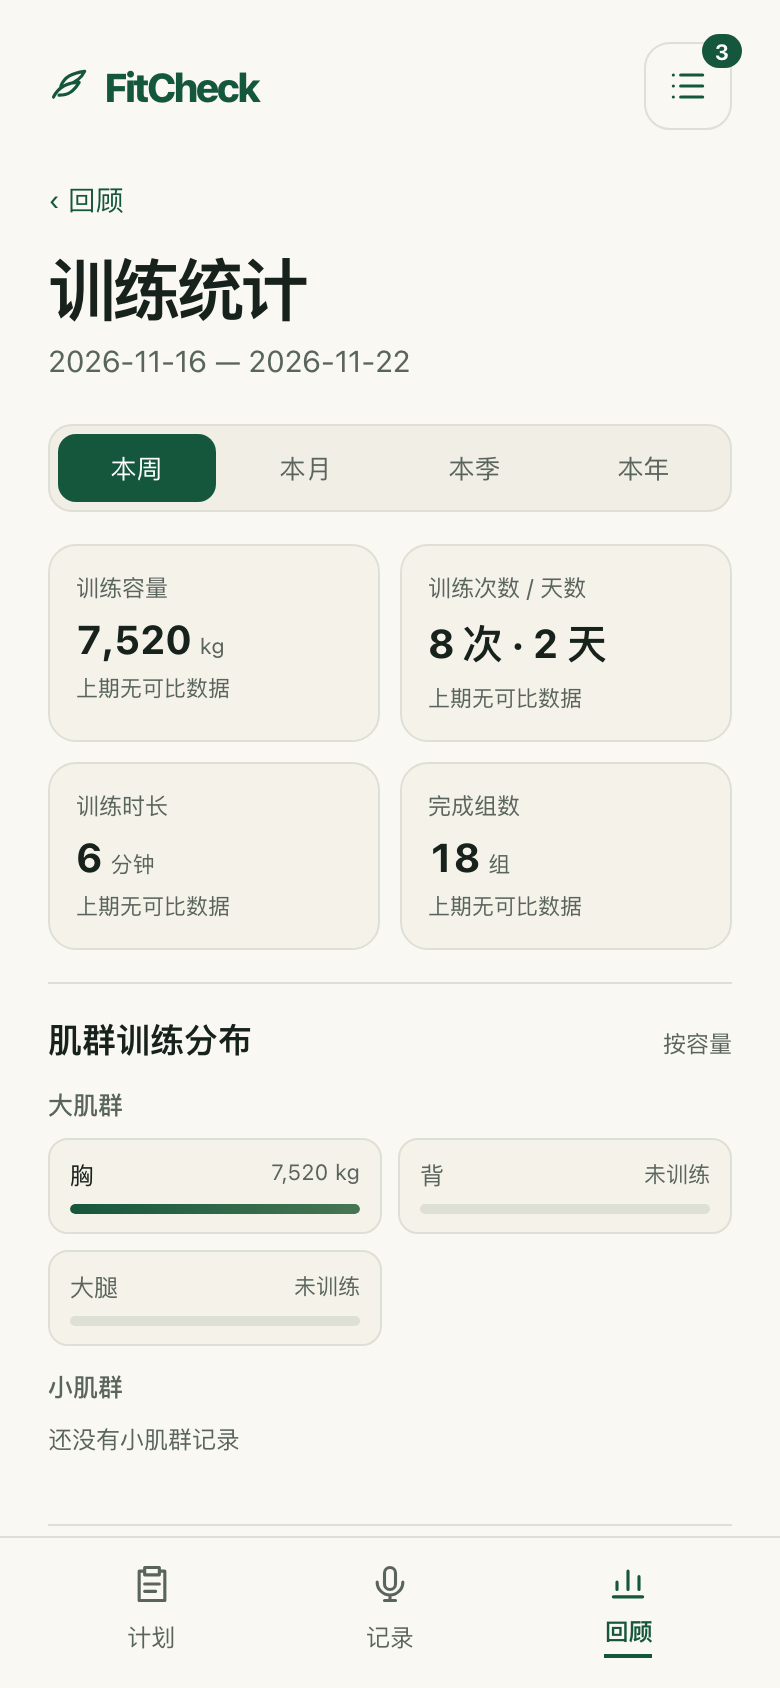 FitCheck
3
‹ 回顾
训练统计
2026-11-16 — 2026-11-22
本周 本月 本季 本年
训练容量
7,520 kg
上期无可比数据
训练次数 / 天数
8 次 · 2 天
上期无可比数据
训练时长
6 分钟
上期无可比数据
完成组数
18 组
上期无可比数据
肌群训练分布 按容量
大肌群
胸 7,520 kg
背 未训练
大腿 未训练
小肌群
还没有小肌群记录
计划 记录 回顾